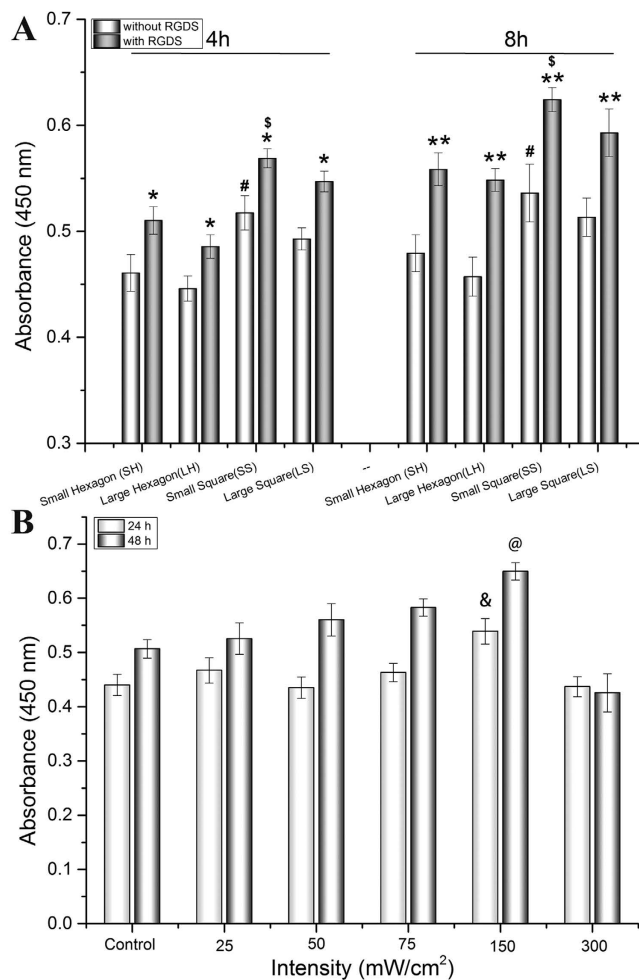 A
without RGDS
with RGDS
4h
8h
Absorbance (450 nm)
0.7
0.6
0.5
0.4
0.3
*
*
#
$
*
*
**
**
#
$
**
**
Small Hexagon (SH)
Large Hexagon(LH)
Small Square(SS)
Large Square(LS)
--
Small Hexagon (SH)
Large Hexagon(LH)
Small Square(SS)
Large Square(LS)
B
24 h
48 h
Absorbance (450 nm)
0.7
0.6
0.5
0.4
0.3
0.2
0.1
0.0
&
@
Control
25
50
75
150
300
Intensity (mW/cm²)